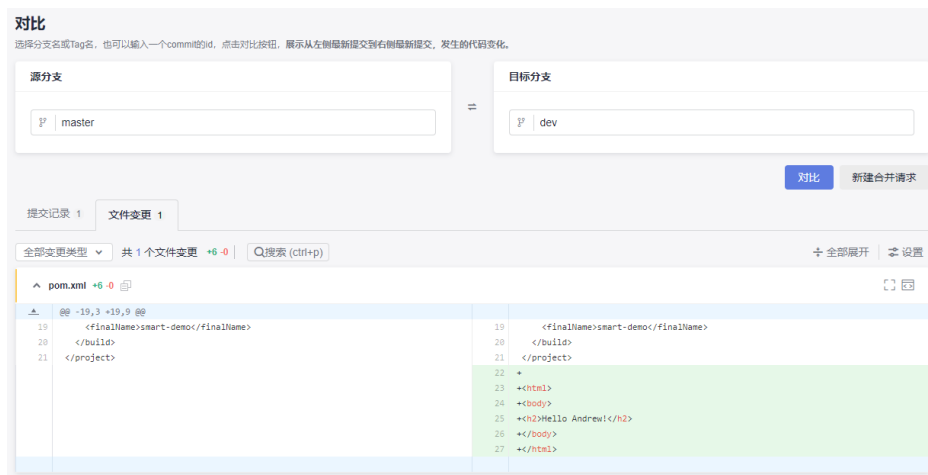 对比
选择分支名或Tag名，也可以输入一个commit的id，点击对比按钮，展示从左侧最新提交到右侧最新提交，发生的代码变化。
源分支
目标分支
master
dev
对比
新建合并请求
提交记录 1
文件变更 1
全部变更类型
共 1 个文件变更 +6 -0
搜索 (ctrl+p)
全部展开
设置
pom.xml +6 -0
@@ -19,3 +19,9 @@
19 <finalName>smart-demo</finalName>
20 </build>
21 </project>
19 <finalName>smart-demo</finalName>
20 </build>
21 </project>
22 +
23 +<html>
24 +<body>
25 +<h2>Hello Andrew!</h2>
26 +</body>
27 +</html>